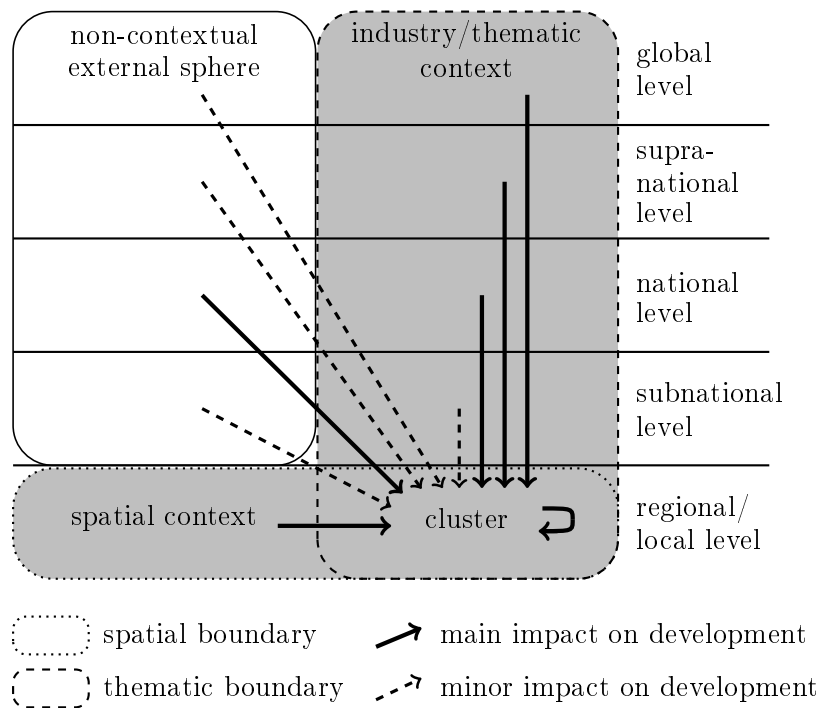 non-contextual
external sphere
industry/thematic
context
global
level
supra-
national
level
national
level
subnational
level
spatial context
cluster
regional/
local level
spatial boundary
main impact on development
thematic boundary
minor impact on development